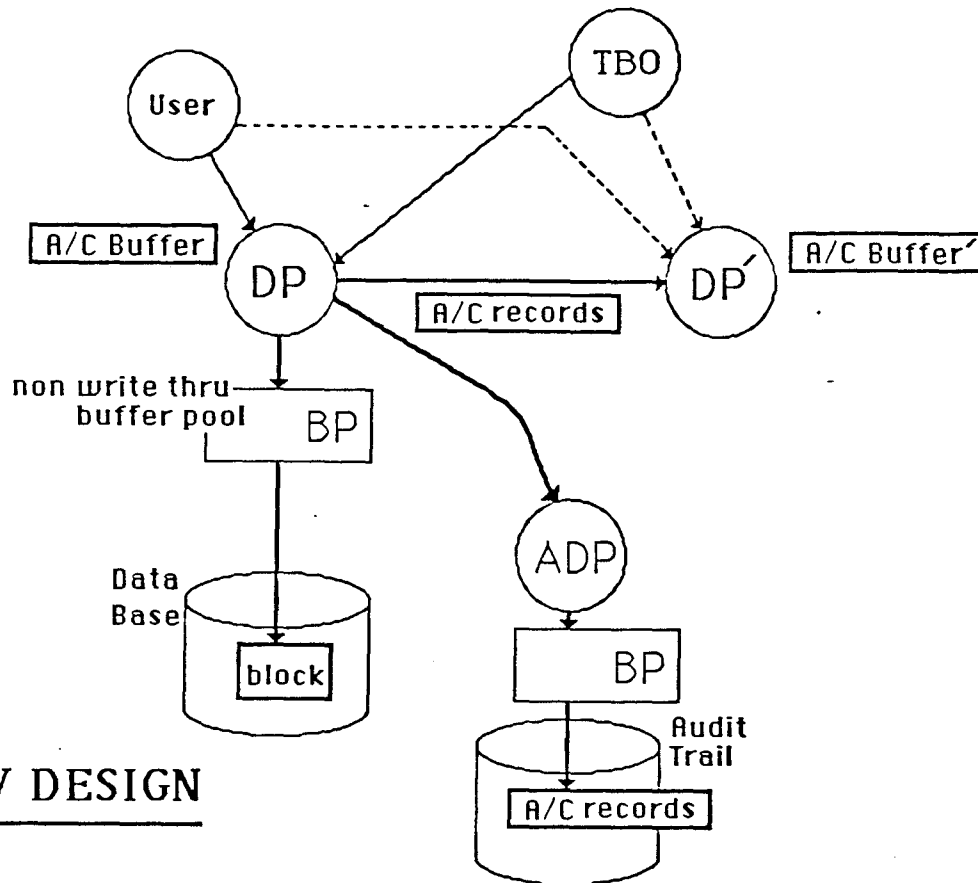 TBO
User
A/C Buffer
DP
DP′
A/C Buffer′
A/C records
non write thru
buffer pool
BP
ADP
Data
Base
block
BP
Audit
Trail
DESIGN
A/C records